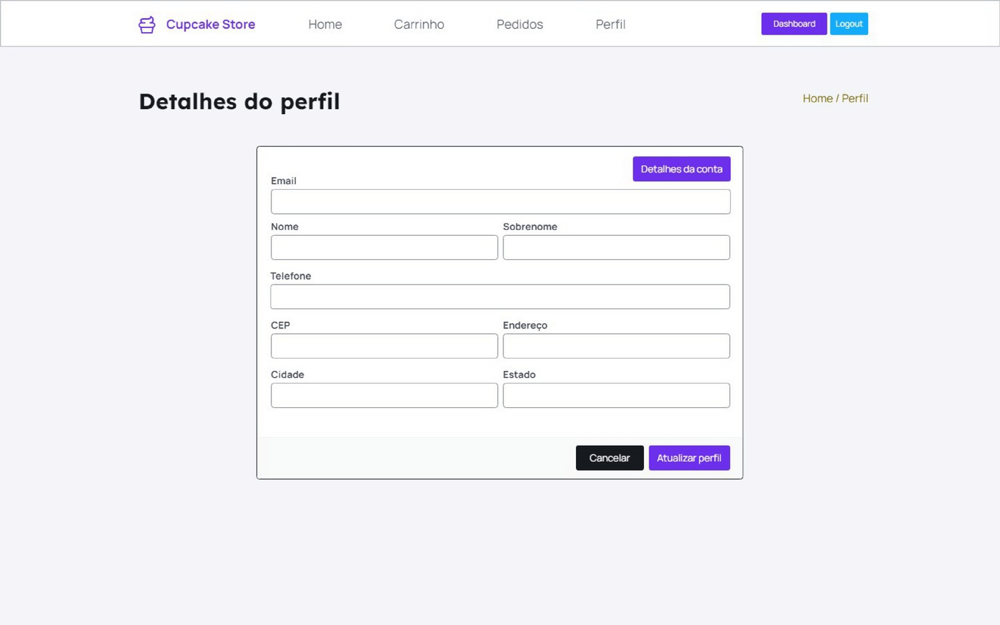 Cupcake Store Home Carrinho Pedidos Perfil Dashboard Logout
Detalhes do perfil Home / Perfil
Detalhes da conta
Email
Nome Sobrenome
Telefone
CEP Endereço
Cidade Estado
Cancelar Atualizar perfil